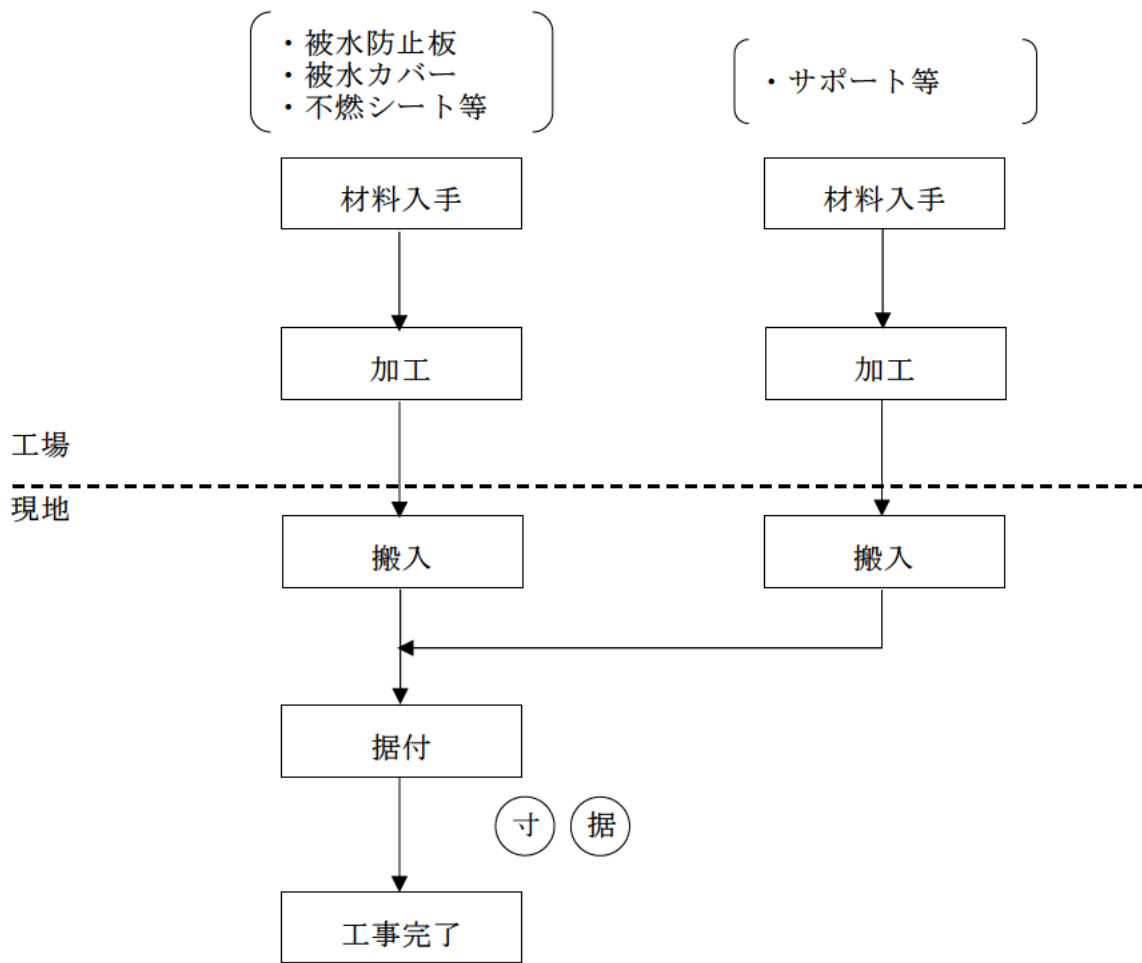 ・被水防止板
・被水カバー
・不燃シート等
・サポート等
材料入手
材料入手
加工
加工
工場
現地
搬入
搬入
据付
寸
据
工事完了